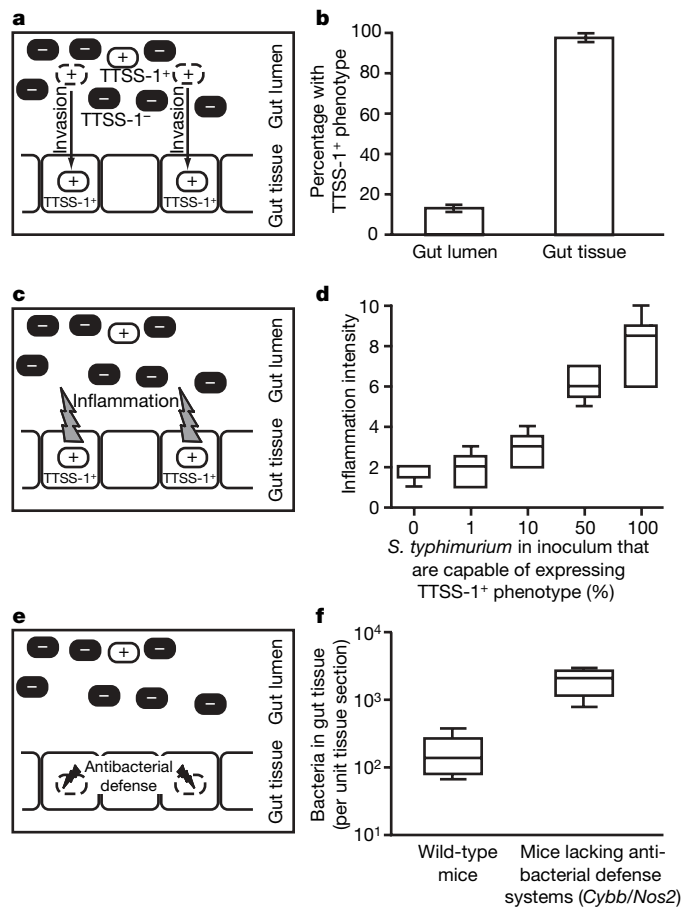 a
− − + −
+ TTSS-1⁺ +
− − − −
TTSS-1⁻
Invasion
Invasion
+ +
TTSS-1⁺ TTSS-1⁺
Gut lumen
Gut tissue
b
Percentage with
TTSS-1⁺ phenotype
100
80
60
40
20
0
Gut lumen Gut tissue
c
− − + −
− − − −
Inflammation
+ +
TTSS-1⁺ TTSS-1⁺
Gut lumen
Gut tissue
d
Inflammation intensity
10
8
6
4
2
0
0 1 10 50 100
S. typhimurium in inoculum that
are capable of expressing
TTSS-1⁺ phenotype (%)
e
− − + −
− − − −
Antibacterial
defense
Gut lumen
Gut tissue
f
Bacteria in gut tissue
(per unit tissue section)
10⁴
10³
10²
10¹
Wild-type
mice
Mice lacking anti-
bacterial defense
systems (Cybb/Nos2)